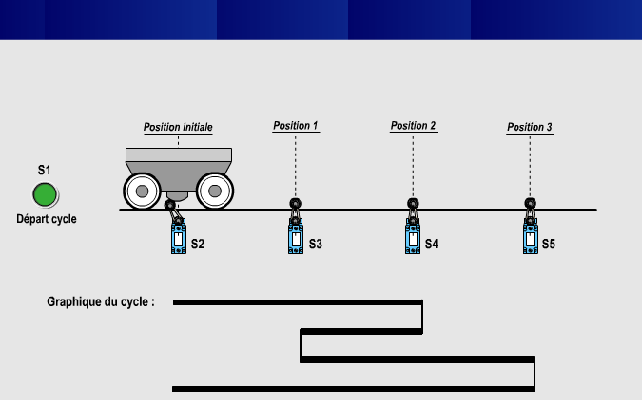 Position initiale
Position 1
Position 2
Position 3
S1
Départ cycle
S2
S3
S4
S5
Graphique du cycle :